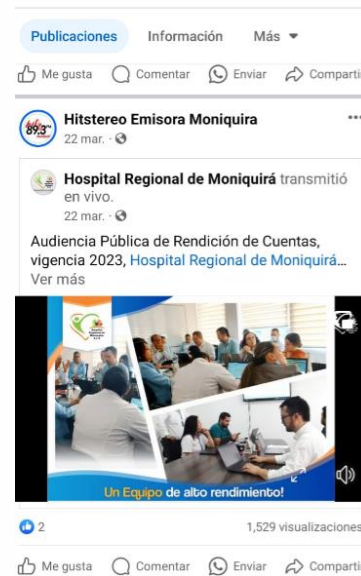 Publicaciones Información Más
Me gusta Comentar Enviar Comparti
89.3
Hitstereo Emisora Moniquira
22 mar.
Hospital Regional de Moniquirá transmitió
en vivo.
22 mar.
Audiencia Pública de Rendición de Cuentas,
vigencia 2023, Hospital Regional de Moniquirá...
Ver más
Un Equipo de alto rendimiento!
2 1,529 visualizaciones
Me gusta Comentar Enviar Comparti